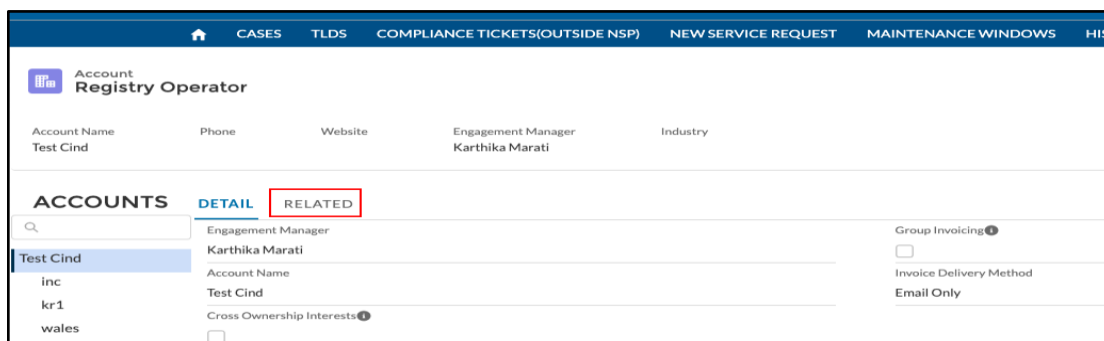 CASES TLDS COMPLIANCE TICKETS(OUTSIDE NSP) NEW SERVICE REQUEST MAINTENANCE WINDOWS HIS
Account
Registry Operator
Account Name Phone Website Engagement Manager Industry
Test Cind Karthika Marati
ACCOUNTS DETAIL RELATED
Engagement Manager Group Invoicing
Karthika Marati
Test Cind
Account Name Invoice Delivery Method
inc
Test Cind Email Only
kr1
Cross Ownership Interests
wales